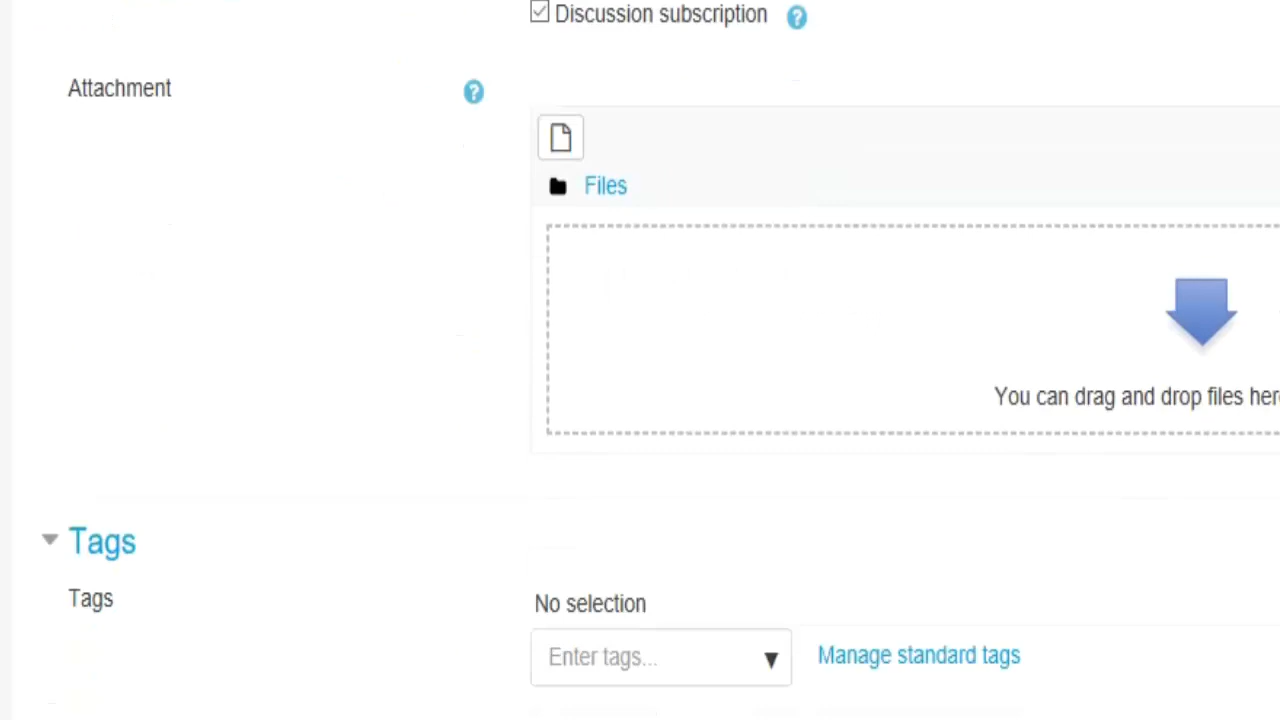 Discussion subscription
Attachment
Files
You can drag and drop files here
Tags
Tags
No selection
Enter tags...
Manage standard tags